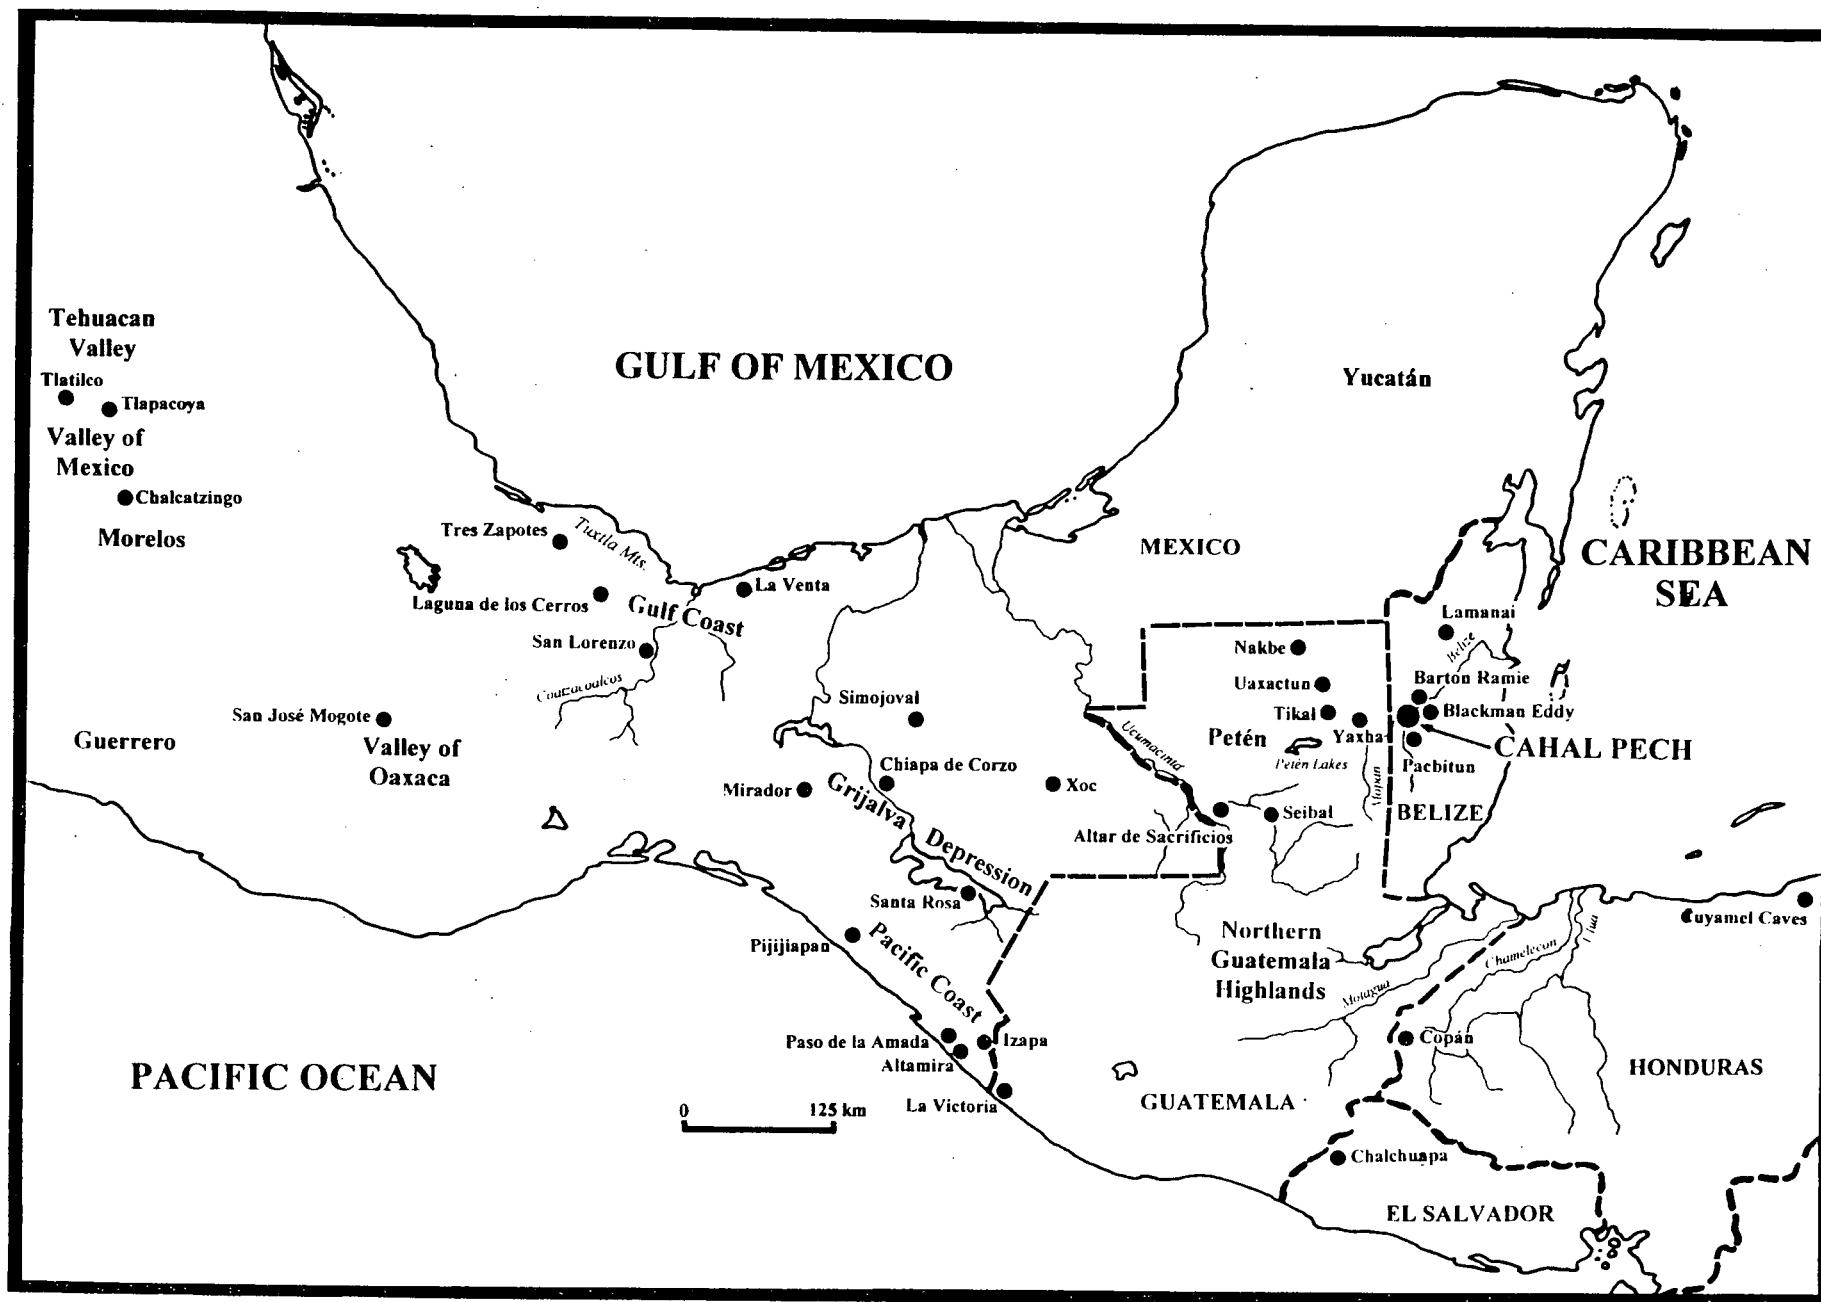 Tehuacan
Valley
Tlatilco
Tlapacoya
Valley of
Mexico
Chalcatzingo
Morelos
GULF OF MEXICO
Yucatán
CARIBBEAN
SEA
MEXICO
Tres Zapotes
Tuxtla Mts.
Laguna de los Cerros
Gulf Coast
La Venta
San Lorenzo
Coatzacoalcos
San José Mogote
Guerrero
Valley of
Oaxaca
Simojoval
Chiapa de Corzo
Mirador
Grijalva Depression
Xoc
Santa Rosa
Pijijiapan
Pacific Coast
Paso de la Amada
Altamira
Izapa
La Victoria
PACIFIC OCEAN
0 125 km
Nakbe
Uaxactun
Tikal
Yaxha
Petén
Petén Lakes
Ucumacinta
Mopan
Lamanai
Belize
Barton Ramie
Blackman Eddy
CAHAL PECH
Pacbitun
BELIZE
Seibal
Altar de Sacrificios
Northern
Guatemala
Highlands
Motagua
Chamelecon
Ulua
Cuyamel Caves
Copán
HONDURAS
GUATEMALA
Chalchuapa
EL SALVADOR